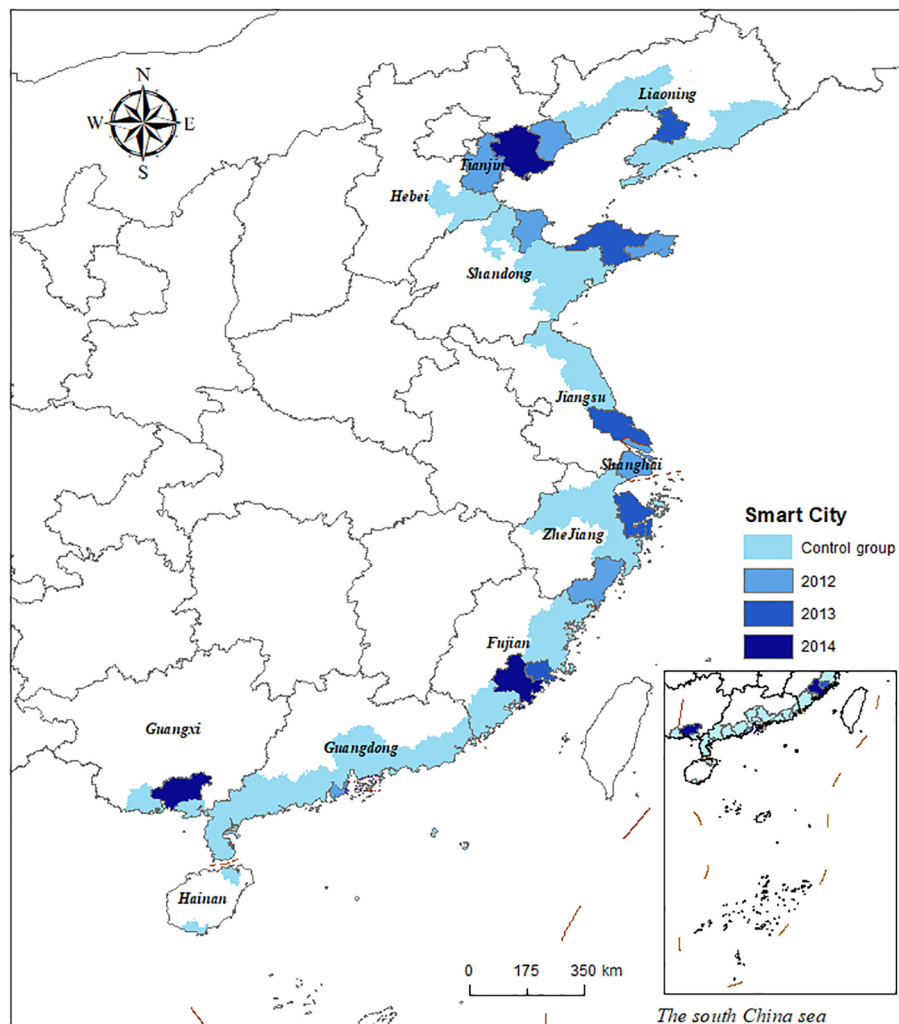 N
W E
S
Liaoning
Tianjin
Hebei
Shandong
Jiangsu
Shanghai
ZheJiang
Fujian
Guangxi
Guangdong
Hainan
Smart City
Control group
2012
2013
2014
0 175 350 km
The south China sea